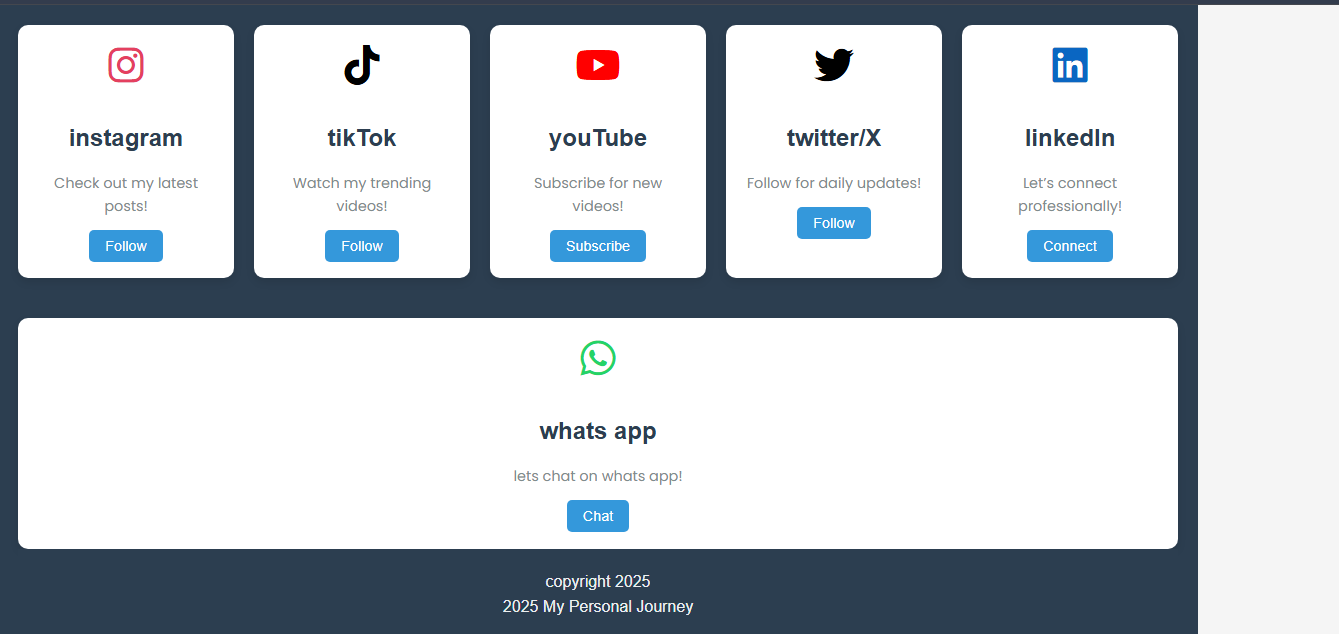 instagram
Check out my latest
posts!
Follow
tikTok
Watch my trending
videos!
Follow
youTube
Subscribe for new
videos!
Subscribe
twitter/X
Follow for daily updates!
Follow
in
linkedIn
Let’s connect
professionally!
Connect
whats app
lets chat on whats app!
Chat
copyright 2025
2025 My Personal Journey